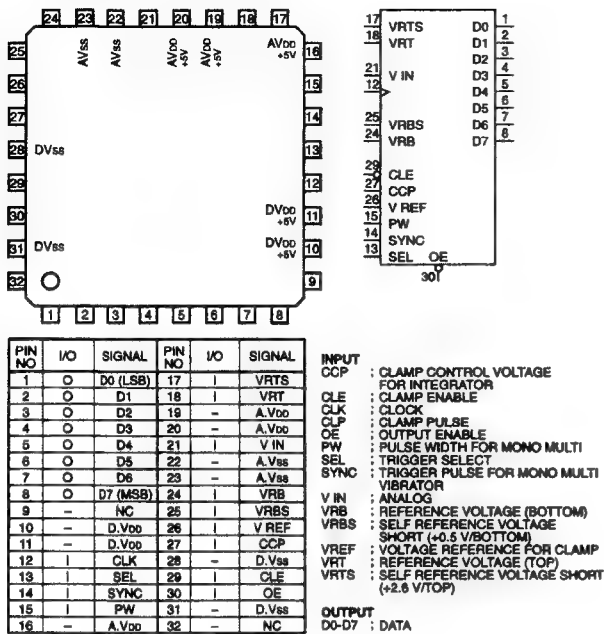 24 23 22 21 20 19 18 17
AVss AVss AVDD +5V AVDD +5V AVDD +5V
25 16
26 15
27 14
28 DVss 13
29 12
30 DVDD +5V 11
31 DVss DVDD +5V 10
32 9
1 2 3 4 5 6 7 8
17 VRTS D0 1
18 VRT D1 2
D2 3
21 V IN D3 4
12 D4 5
D5 6
25 VRBS D6 7
24 VRB D7 8
29 CLE
27 CCP
26 V REF
15 PW
14 SYNC
13 SEL OE
30
PIN NO I/O SIGNAL PIN NO I/O SIGNAL
1 O D0 (LSB) 17 I VRTS
2 O D1 18 I VRT
3 O D2 19 – A.VDD
4 O D3 20 – A.VDD
5 O D4 21 I V IN
6 O D5 22 – A.Vss
7 O D6 23 – A.Vss
8 O D7 (MSB) 24 I VRB
9 – NC 25 I VRBS
10 – D.VDD 26 I V REF
11 – D.VDD 27 I CCP
12 I CLK 28 – D.Vss
13 I SEL 29 I CLE
14 I SYNC 30 I OE
15 I PW 31 – D.Vss
16 – A.VDD 32 – NC
INPUT
CCP ; CLAMP CONTROL VOLTAGE
FOR INTEGRATOR
CLE ; CLAMP ENABLE
CLK ; CLOCK
CLP ; CLAMP PULSE
OE ; OUTPUT ENABLE
PW ; PULSE WIDTH FOR MONO MULTI
SEL ; TRIGGER SELECT
SYNC ; TRIGGER PULSE FOR MONO MULTI
VIBRATOR
V IN ; ANALOG
VRB ; REFERENCE VOLTAGE (BOTTOM)
VRBS ; SELF REFERENCE VOLTAGE
SHORT (+0.5 V/BOTTOM)
VREF ; VOLTAGE REFERENCE FOR CLAMP
VRT ; REFERENCE VOLTAGE (TOP)
VRTS ; SELF REFERENCE VOLTAGE SHORT
(+2.6 V/TOP)
OUTPUT
D0-D7 ; DATA